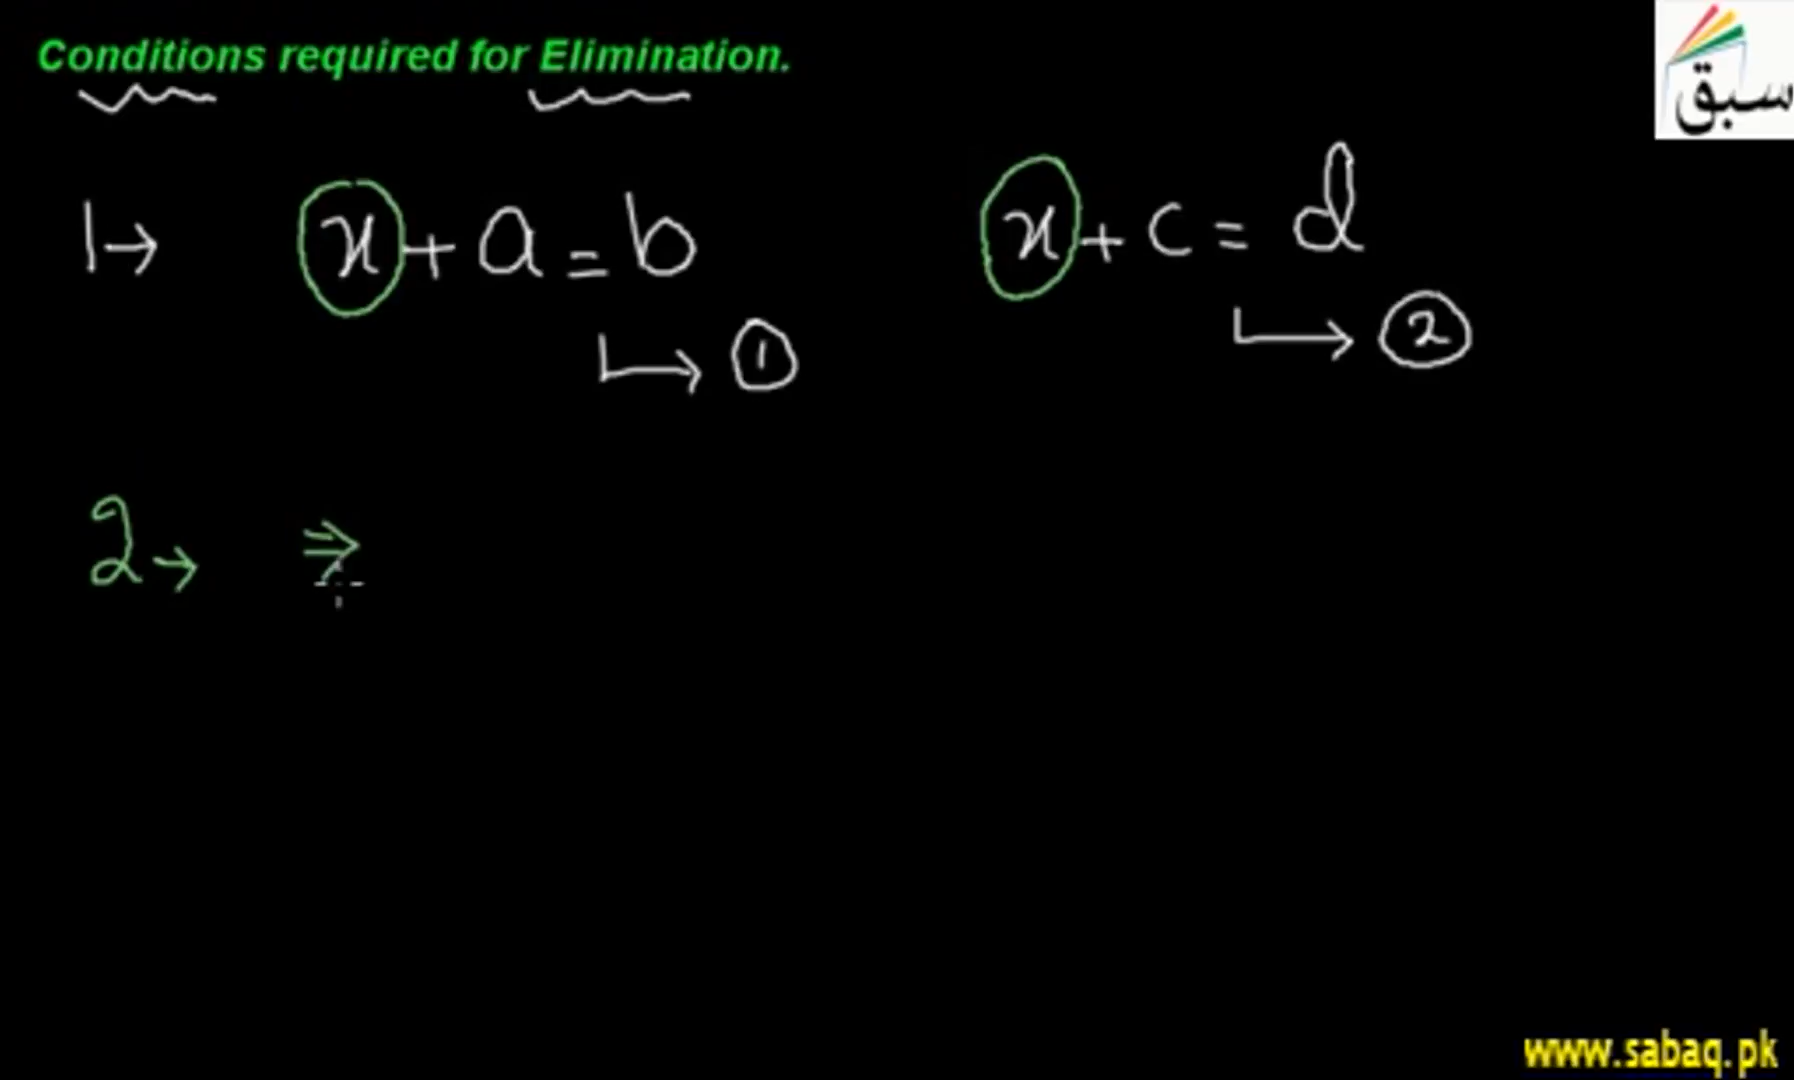 Conditions required for Elimination.
سبق
1→ x + a = b
x + c = d
↳ ①
↳ ②
2→ ⇒
www.sabaq.pk